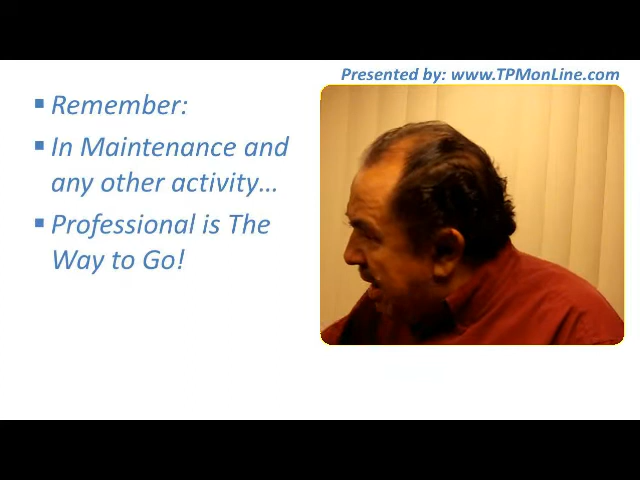 Presented by: www.TPMonLine.com
Remember:
In Maintenance and
any other activity...
Professional is The
Way to Go!